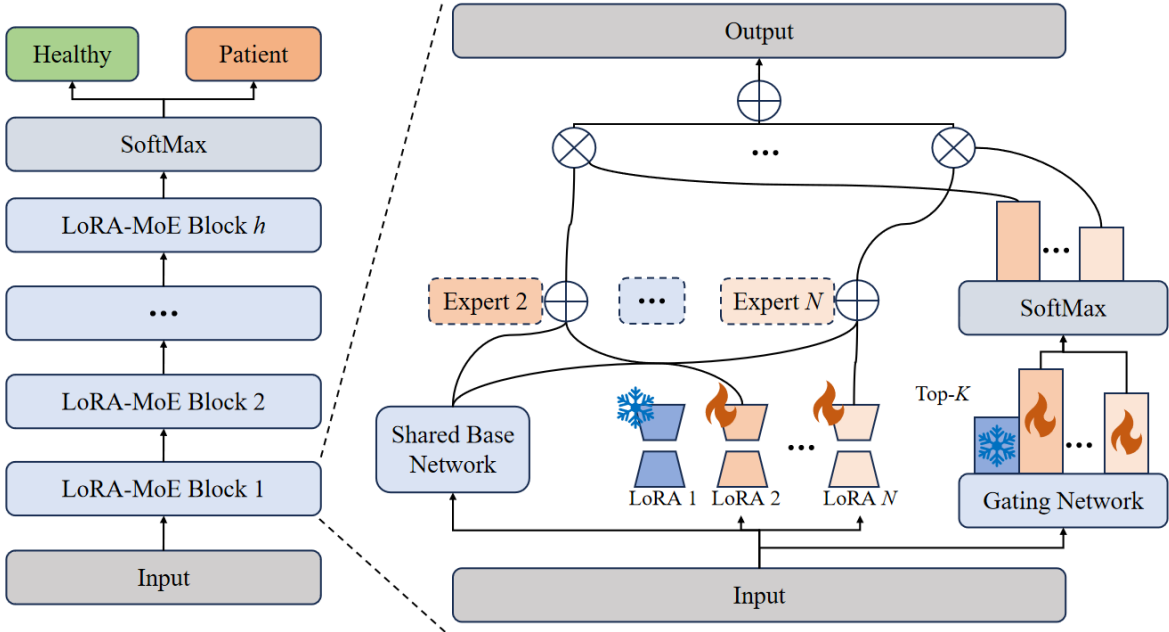 Healthy
Patient
SoftMax
LoRA-MoE Block h
...
LoRA-MoE Block 2
LoRA-MoE Block 1
Input
Output
...
Expert 2
...
Expert N
...
SoftMax
Top-K
Shared Base
Network
...
...
LoRA 1
LoRA 2
LoRA N
Gating Network
Input